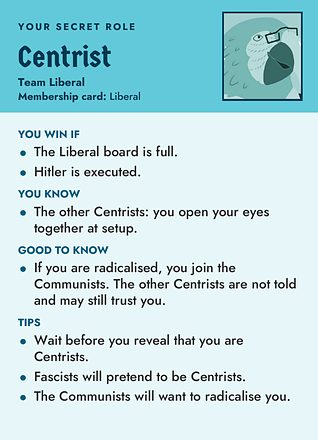 YOUR SECRET ROLE
Centrist
Team Liberal
Membership card: Liberal
YOU WIN IF
• The Liberal board is full.
• Hitler is executed.
YOU KNOW
• The other Centrists: you open your eyes
together at setup.
GOOD TO KNOW
• If you are radicalised, you join the
Communists. The other Centrists are not told
and may still trust you.
TIPS
• Wait before you reveal that you are
Centrists.
• Fascists will pretend to be Centrists.
• The Communists will want to radicalise you.